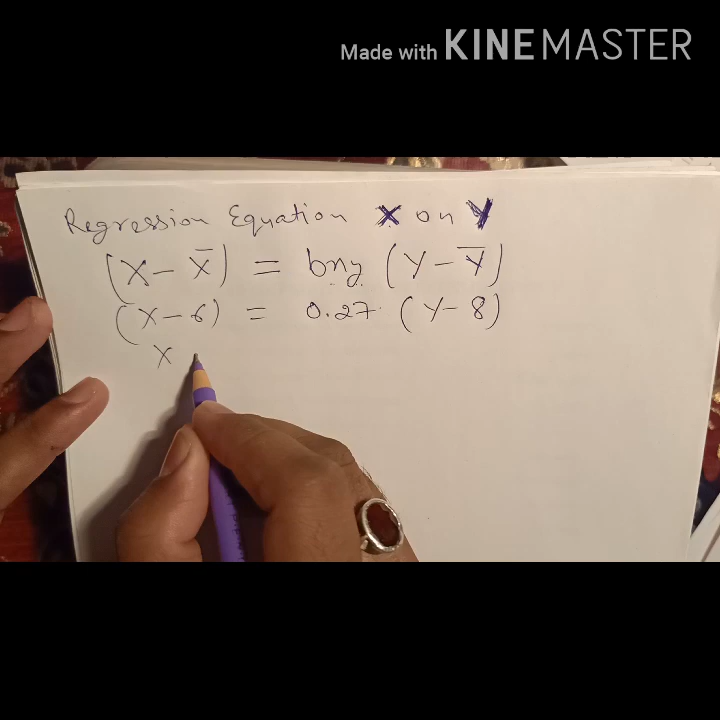 Made with KINEMASTER
Regression Equation X on Y
(X - X̄) = bxy (Y - Y̅)
(X - 6) = 0.27 (Y - 8)
X